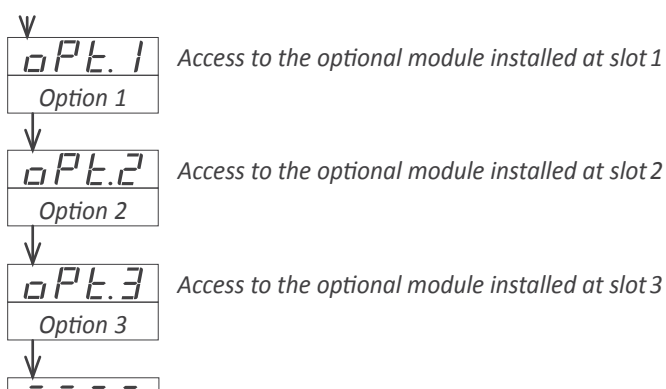 oPt.1 Access to the optional module installed at slot 1
Option 1
oPt.2 Access to the optional module installed at slot 2
Option 2
oPt.3 Access to the optional module installed at slot 3
Option 3